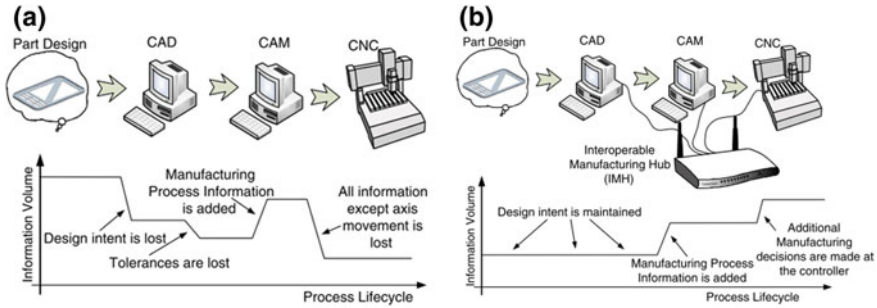 (a)
Part Design
CAD
CAM
CNC
Information Volume
Manufacturing
Process Information
is added
All information
except axis
movement is
lost
Design intent is lost
Tolerances are lost
Process Lifecycle
(b)
Part Design
CAD
CAM
CNC
Interoperable
Manufacturing Hub
(IMH)
Information Volume
Design intent is maintained
Manufacturing Process
Information is added
Additional
Manufacturing
decisions are made at
the controller
Process Lifecycle